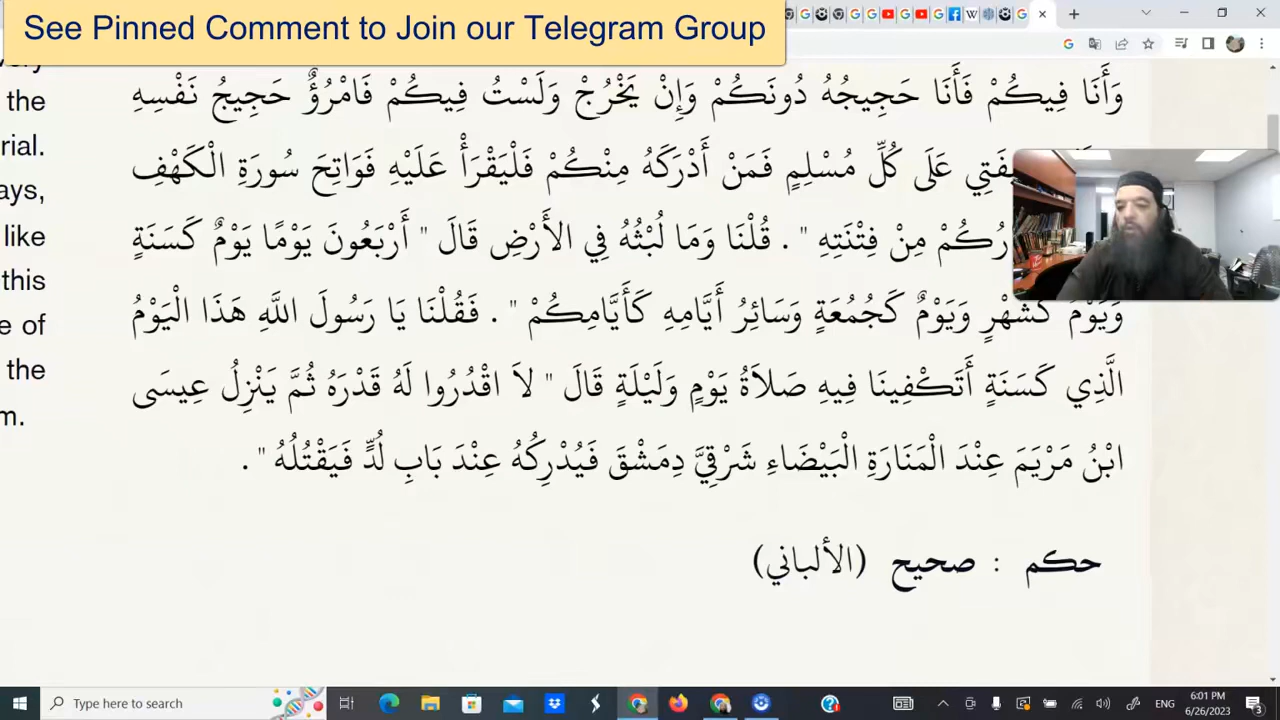 See Pinned Comment to Join our Telegram Group
the
rial.
ays,
like
this
e of
the
m.
وَأَنَا فِيكُمْ فَأَنَا حَجِيجُهُ دُونَكُمْ وَإِنْ يَخْرُجْ وَلَسْتُ فِيكُمْ فَامْرُؤٌ حَجِيجُ نَفْسِهِ
فَتِي عَلَى كُلِّ مُسْلِمٍ فَمَنْ أَدْرَكَهُ مِنْكُمْ فَلْيَقْرَأْ عَلَيْهِ فَوَاتِحَ سُورَةِ الْكَهْفِ
رُكُمْ مِنْ فِتْنَتِهِ " . قُلْنَا وَمَا لُبْثُهُ فِي الأَرْضِ قَالَ " أَرْبَعُونَ يَوْمًا يَوْمٌ كَسَنَةٍ
وَيَوْمٌ كَشَهْرٍ وَيَوْمٌ كَجُمُعَةٍ وَسَائِرُ أَيَّامِهِ كَأَيَّامِكُمْ " . فَقُلْنَا يَا رَسُولَ اللَّهِ هَذَا الْيَوْمُ
الَّذِي كَسَنَةٍ أَتَكْفِينَا فِيهِ صَلاَةُ يَوْمٍ وَلَيْلَةٍ قَالَ " لاَ اقْدُرُوا لَهُ قَدْرَهُ ثُمَّ يَنْزِلُ عِيسَى
ابْنُ مَرْيَمَ عِنْدَ الْمَنَارَةِ الْبَيْضَاءِ شَرْقِيَّ دِمَشْقَ فَيُدْرِكُهُ عِنْدَ بَابِ لُدٍّ فَيَقْتُلُهُ " .
حكم : صحيح (الألباني)
Type here to search
ENG
6:01 PM
6/26/2023